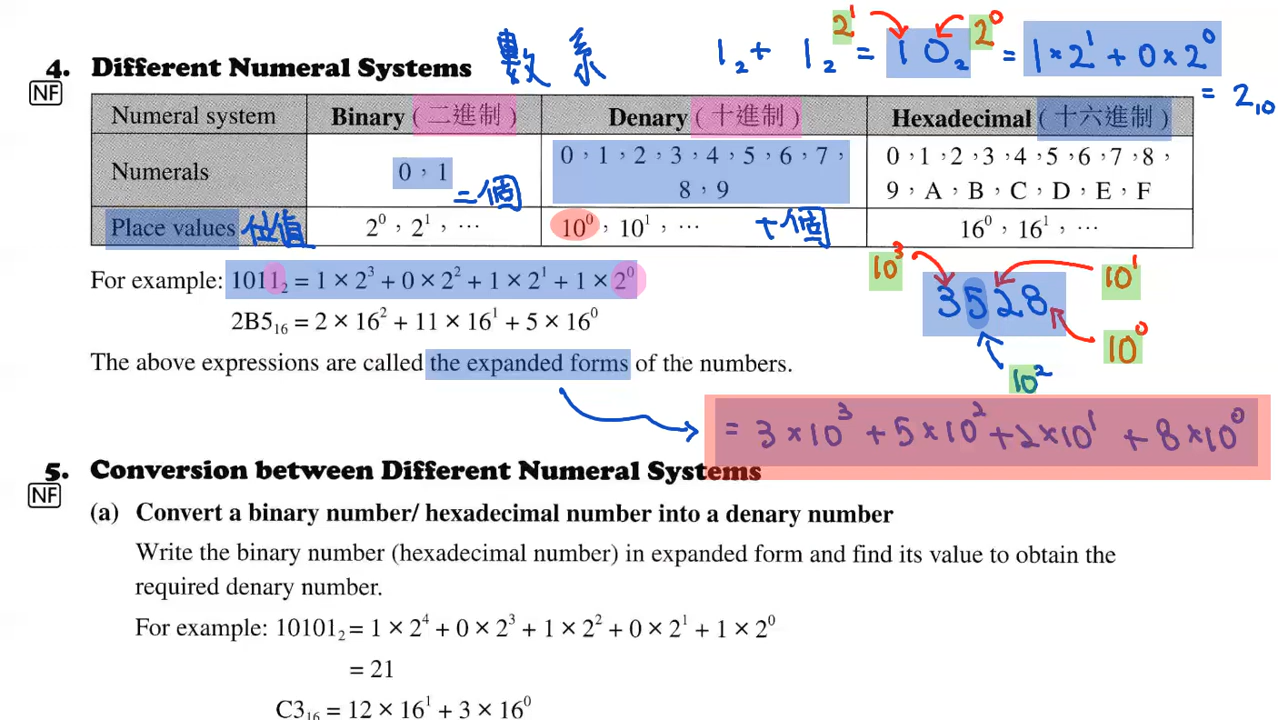 2¹ 2⁰
1₂ + 1₂ = 10₂ = 1×2¹ + 0×2⁰
= 2₁₀
4. Different Numeral Systems 數系
NF
Numeral system Binary (二進制) Denary (十進制) Hexadecimal (十六進制)
Numerals 0,1 =個 0,1,2,3,4,5,6,7,8,9 十個 0,1,2,3,4,5,6,7,8,9,A,B,C,D,E,F
Place values 位值 2⁰,2¹,⋯ 10⁰,10¹,⋯ 16⁰,16¹,⋯
For example: 1011₂ = 1 × 2³ + 0 × 2² + 1 × 2¹ + 1 × 2⁰
2B5₁₆ = 2 × 16² + 11 × 16¹ + 5 × 16⁰
The above expressions are called the expanded forms of the numbers.
10³ 10¹
3528
10⁰
10²
= 3×10³ + 5×10² + 2×10¹ + 8×10⁰
5. Conversion between Different Numeral Systems
NF
(a) Convert a binary number/ hexadecimal number into a denary number
Write the binary number (hexadecimal number) in expanded form and find its value to obtain the
required denary number.
For example: 10101₂ = 1 × 2⁴ + 0 × 2³ + 1 × 2² + 0 × 2¹ + 1 × 2⁰
= 21
C3₁₆ = 12 × 16¹ + 3 × 16⁰